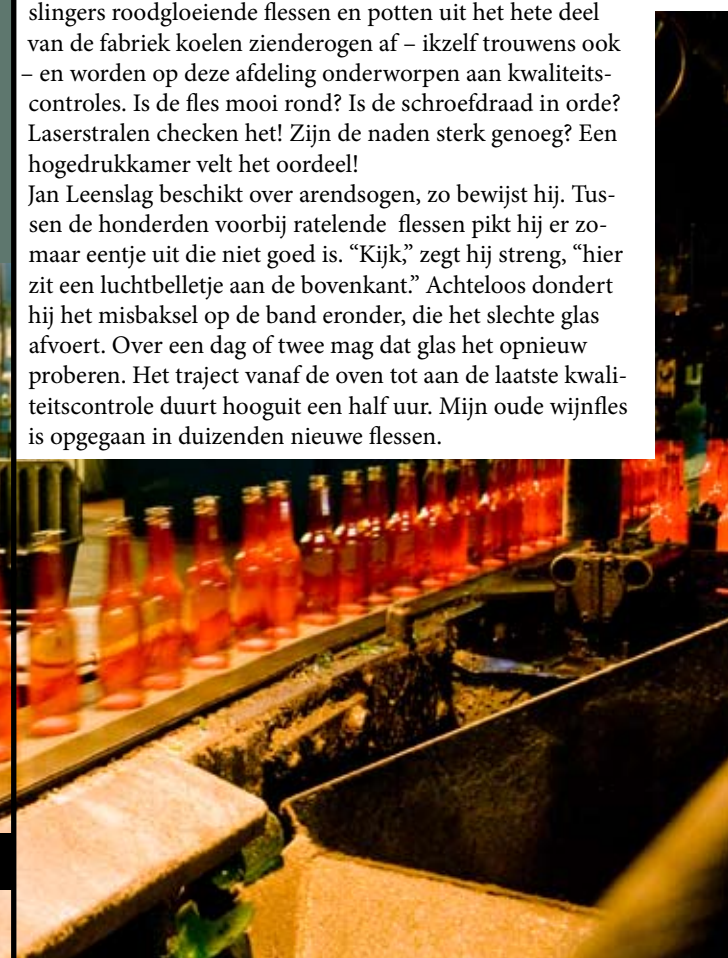 slingers roodgloeiende flessen en potten uit het hete deel
van de fabriek koelen zienderogen af – ikzelf trouwens ook
– en worden op deze afdeling onderworpen aan kwaliteits-
controles. Is de fles mooi rond? Is de schroefdraad in orde?
Laserstralen checken het! Zijn de naden sterk genoeg? Een
hogedrukkamer velt het oordeel!
Jan Leenslag beschikt over arendsogen, zo bewijst hij. Tus-
sen de honderden voorbij ratelende  flessen pikt hij er zo-
maar eentje uit die niet goed is. “Kijk,” zegt hij streng, “hier
zit een luchtbelletje aan de bovenkant.” Achteloos dondert
hij het misbaksel op de band eronder, die het slechte glas
afvoert. Over een dag of twee mag dat glas het opnieuw
proberen. Het traject vanaf de oven tot aan de laatste kwali-
teitscontrole duurt hooguit een half uur. Mijn oude wijnfles
is opgegaan in duizenden nieuwe flessen.